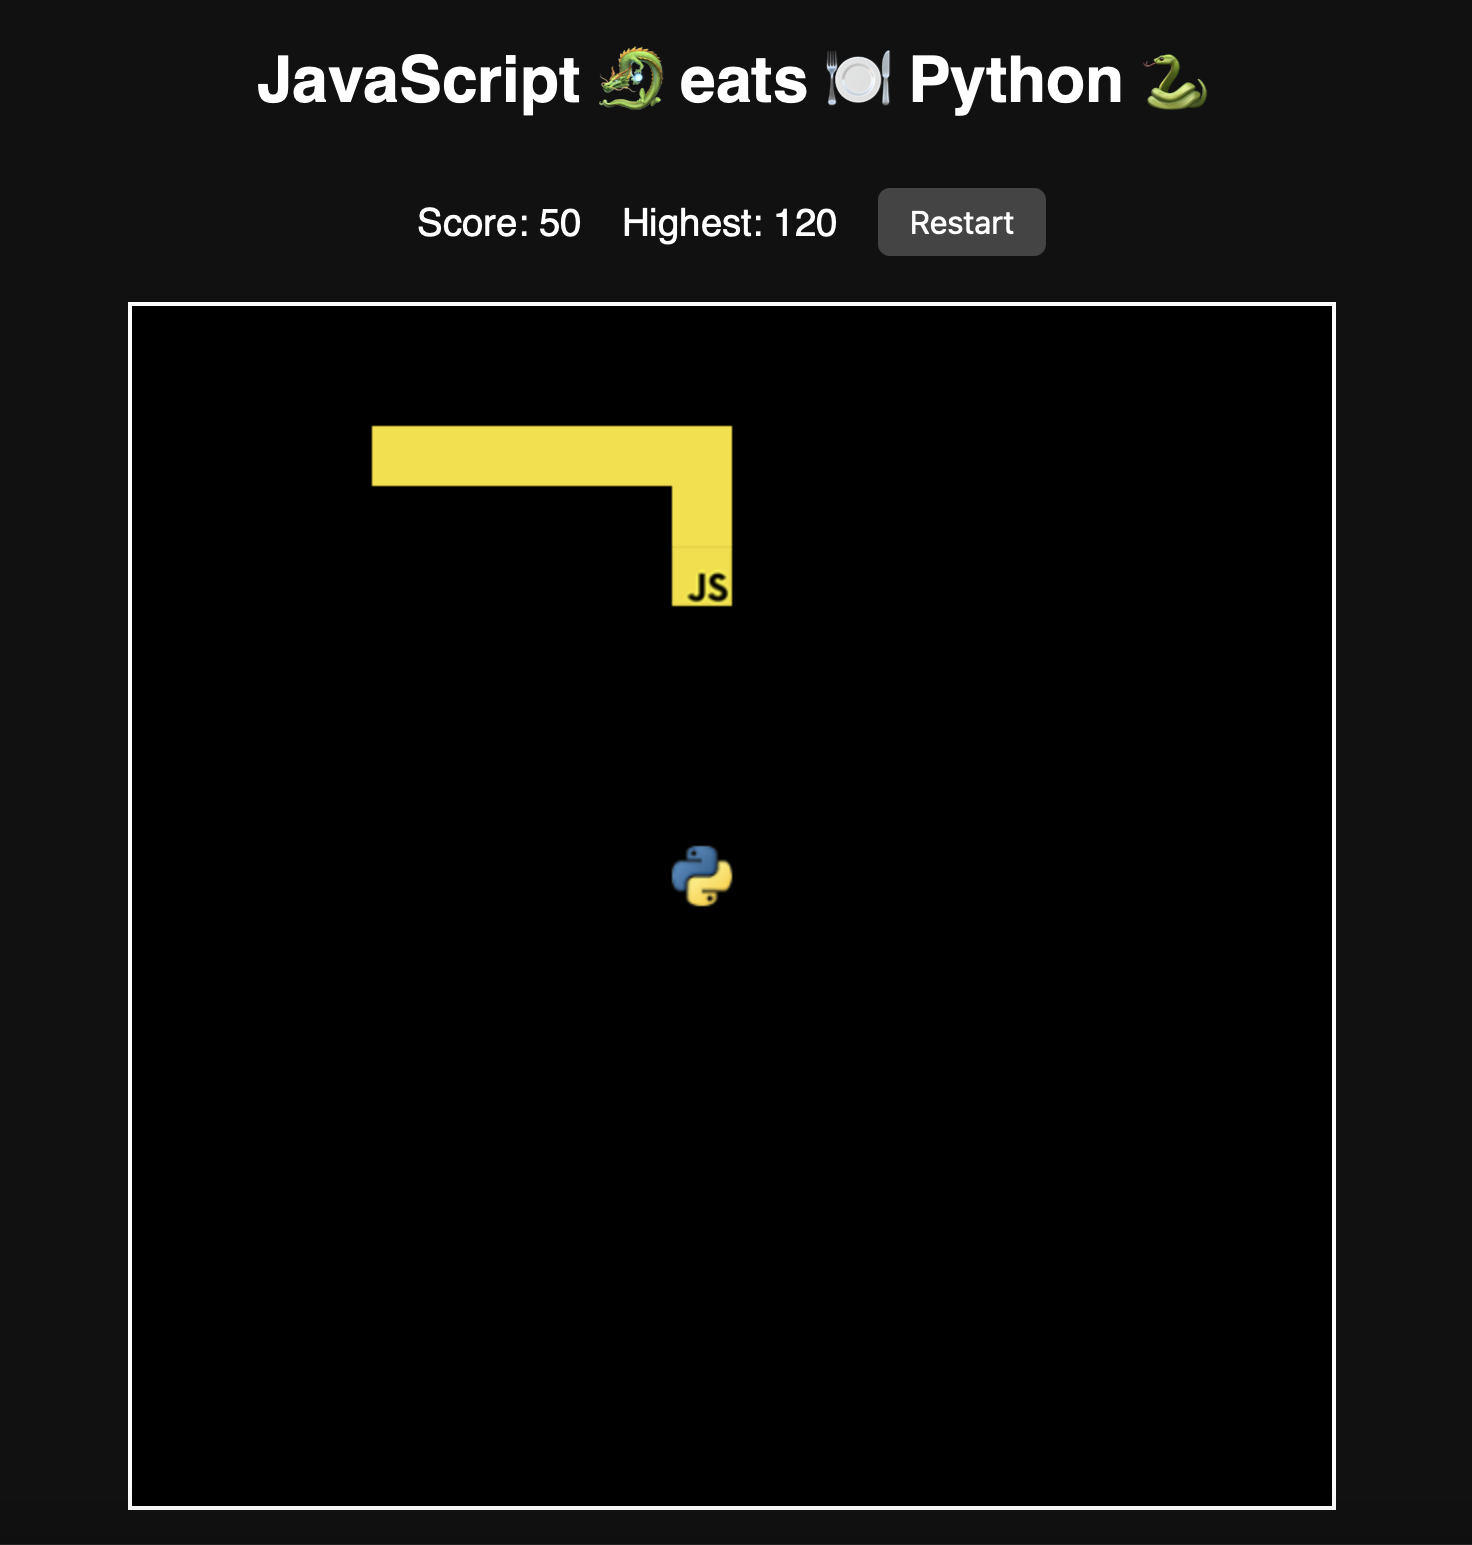 JavaScript 🐉 eats 🍽️ Python 🐍
Score: 50 Highest: 120 Restart
JS